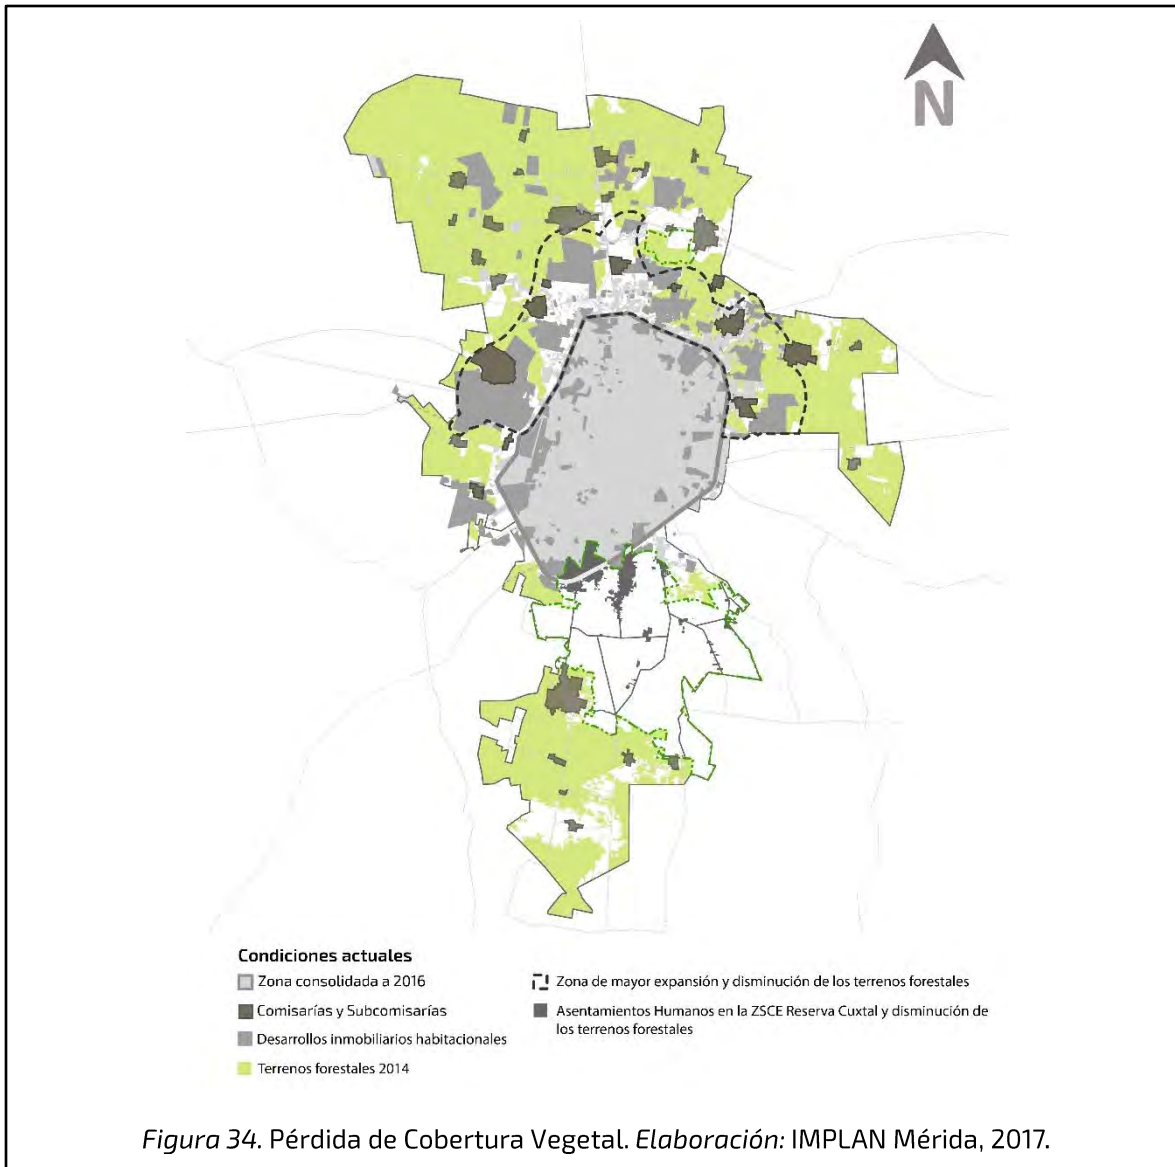 N
Condiciones actuales
Zona consolidada a 2016
Comisarías y Subcomisarías
Desarrollos inmobiliarios habitacionales
Terrenos forestales 2014
Zona de mayor expansión y disminución de los terrenos forestales
Asentamientos Humanos en la ZSCE Reserva Cuxtal y disminución de
los terrenos forestales
Figura 34. Pérdida de Cobertura Vegetal. Elaboración: IMPLAN Mérida, 2017.